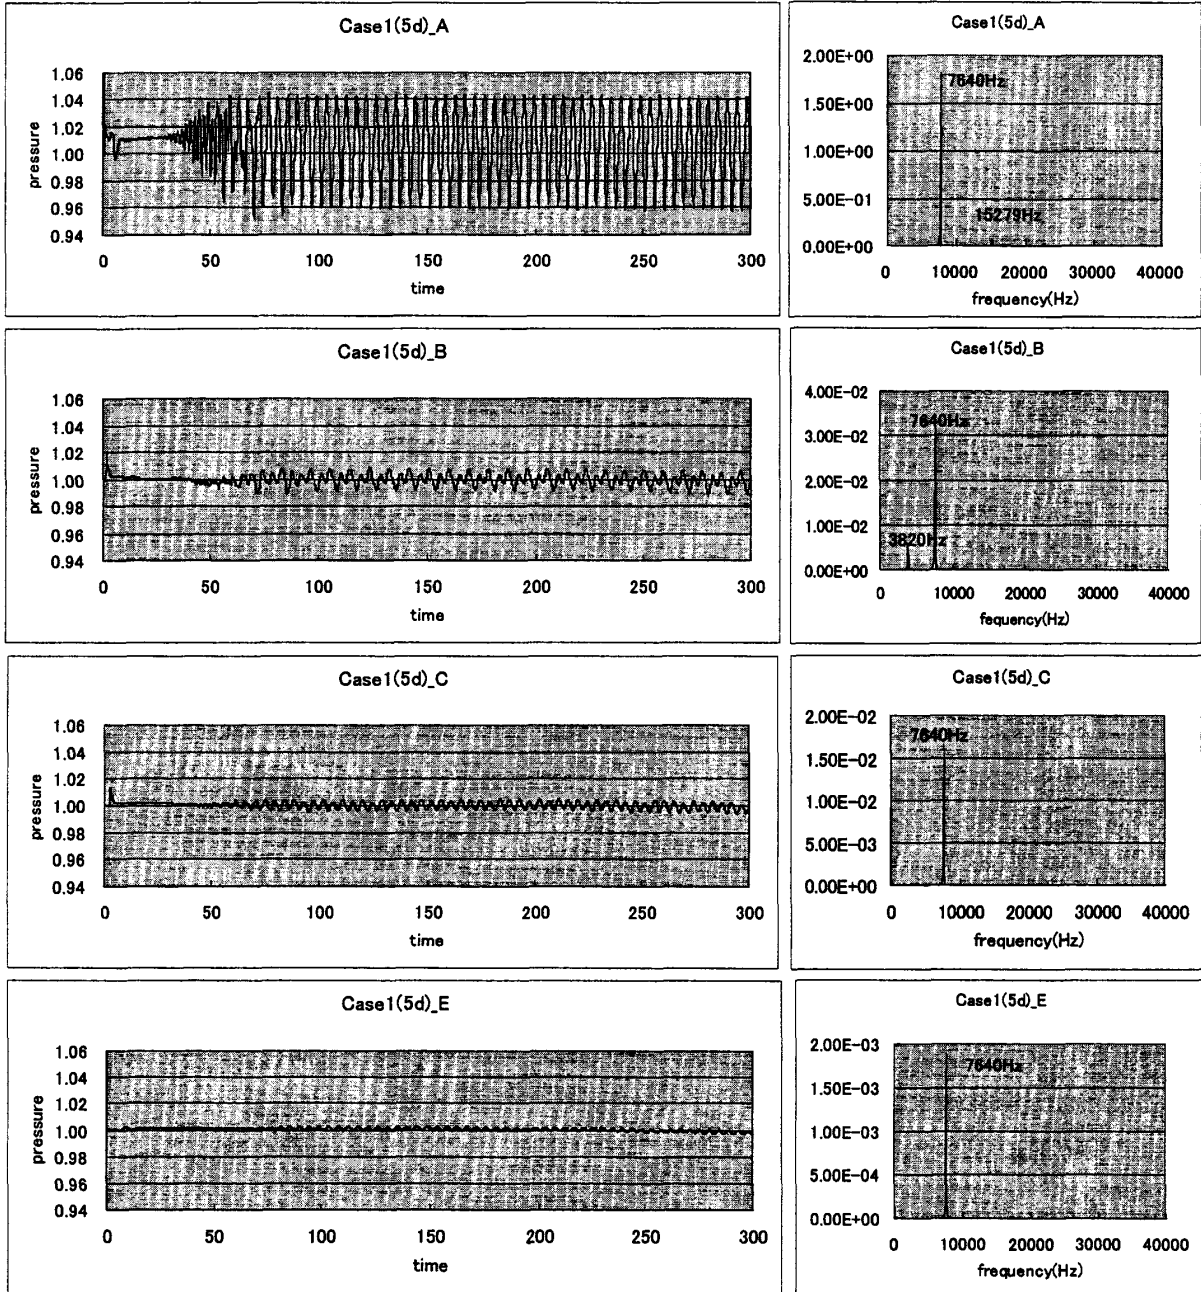 Case1(5d)_A
pressure
1.06
1.04
1.02
1.00
0.98
0.96
0.94
0 50 100 150 200 250 300
time
Case1(5d)_A
2.00E+00
1.50E+00
1.00E+00
5.00E-01
0.00E+00
7640Hz
15279Hz
0 10000 20000 30000 40000
frequency(Hz)
Case1(5d)_B
pressure
1.06
1.04
1.02
1.00
0.98
0.96
0.94
0 50 100 150 200 250 300
time
Case1(5d)_B
4.00E-02
3.00E-02
2.00E-02
1.00E-02
0.00E+00
7640Hz
3820Hz
0 10000 20000 30000 40000
fequency(Hz)
Case1(5d)_C
pressure
1.06
1.04
1.02
1.00
0.98
0.96
0.94
0 50 100 150 200 250 300
time
Case1(5d)_C
2.00E-02
1.50E-02
1.00E-02
5.00E-03
0.00E+00
7640Hz
0 10000 20000 30000 40000
frequency(Hz)
Case1(5d)_E
pressure
1.06
1.04
1.02
1.00
0.98
0.96
0.94
0 50 100 150 200 250 300
time
Case1(5d)_E
2.00E-03
1.50E-03
1.00E-03
5.00E-04
0.00E+00
7640Hz
0 10000 20000 30000 40000
frequency(Hz)